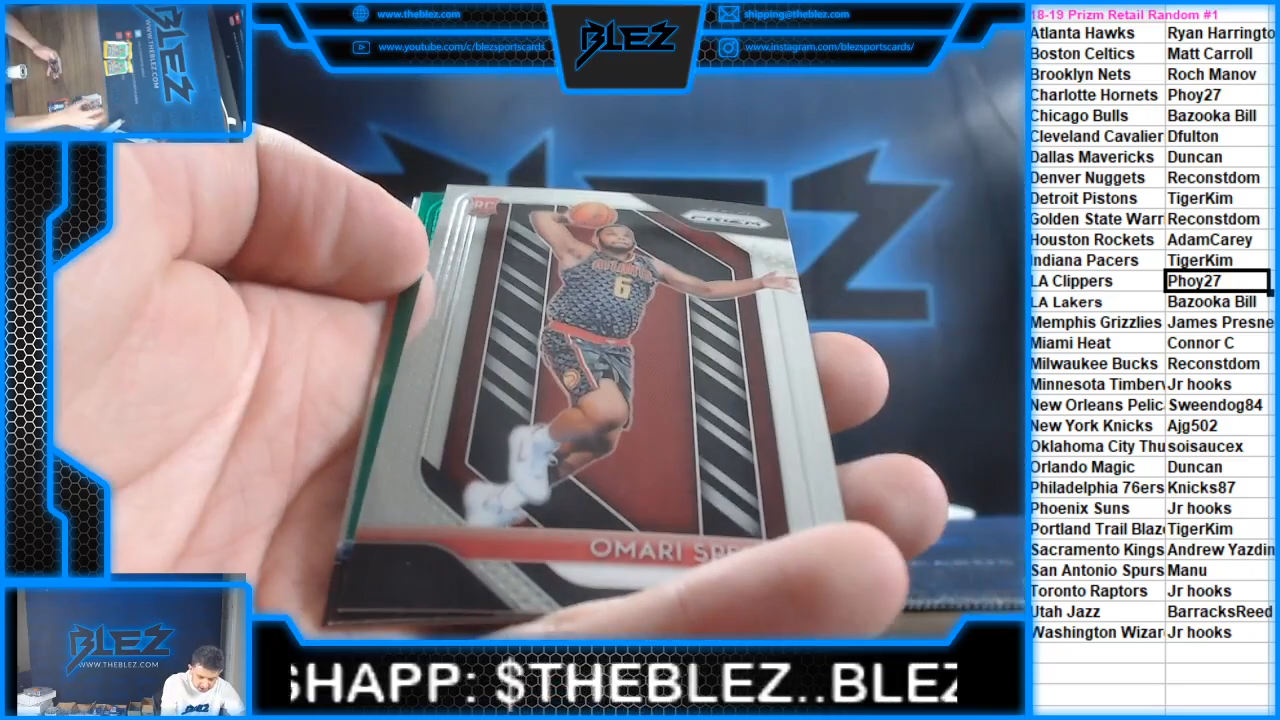 www.theblez.com
www.youtube.com/c/blezsportscards
BLEZ
shipping@theblez.com
www.instagram.com/blezsportscards/
WWW.THEBLEZ.COM
RC
PRIZM
ATLANTA
6
OMARI SPE
BLEZ
WWW.THEBLEZ.COM
SHAPP: $THEBLEZ..BLEZ
18-19 Prizm Retail Random #1
Atlanta Hawks Ryan Harringto
Boston Celtics Matt Carroll
Brooklyn Nets Roch Manov
Charlotte Hornets Phoy27
Chicago Bulls Bazooka Bill
Cleveland Cavalier Dfulton
Dallas Mavericks Duncan
Denver Nuggets Reconstdom
Detroit Pistons TigerKim
Golden State Warr Reconstdom
Houston Rockets AdamCarey
Indiana Pacers TigerKim
LA Clippers Phoy27
LA Lakers Bazooka Bill
Memphis Grizzlies James Presne
Miami Heat Connor C
Milwaukee Bucks Reconstdom
Minnesota Timberv Jr hooks
New Orleans Pelic Sweendog84
New York Knicks Ajg502
Oklahoma City Thu soisaucex
Orlando Magic Duncan
Philadelphia 76ers Knicks87
Phoenix Suns Jr hooks
Portland Trail Blaz TigerKim
Sacramento Kings Andrew Yazdin
San Antonio Spurs Manu
Toronto Raptors Jr hooks
Utah Jazz BarracksReed
Washington Wizar Jr hooks